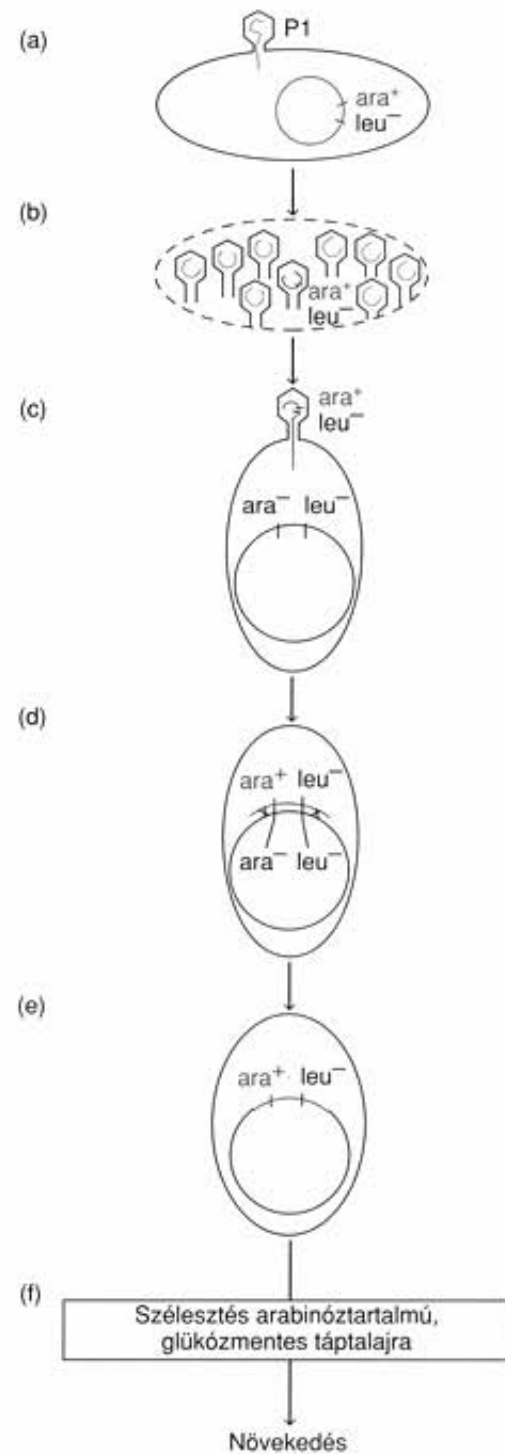 (a)
P1
ara⁺
leu⁻
(b)
ara⁺
leu⁻
(c)
ara⁺
leu⁻
ara⁻ leu⁻
(d)
ara⁺ leu⁻
ara⁻ leu⁻
(e)
ara⁺ leu⁻
(f)
Szélesztés arabinóztartalmú,
glükózmentes táptalajra
Növekedés